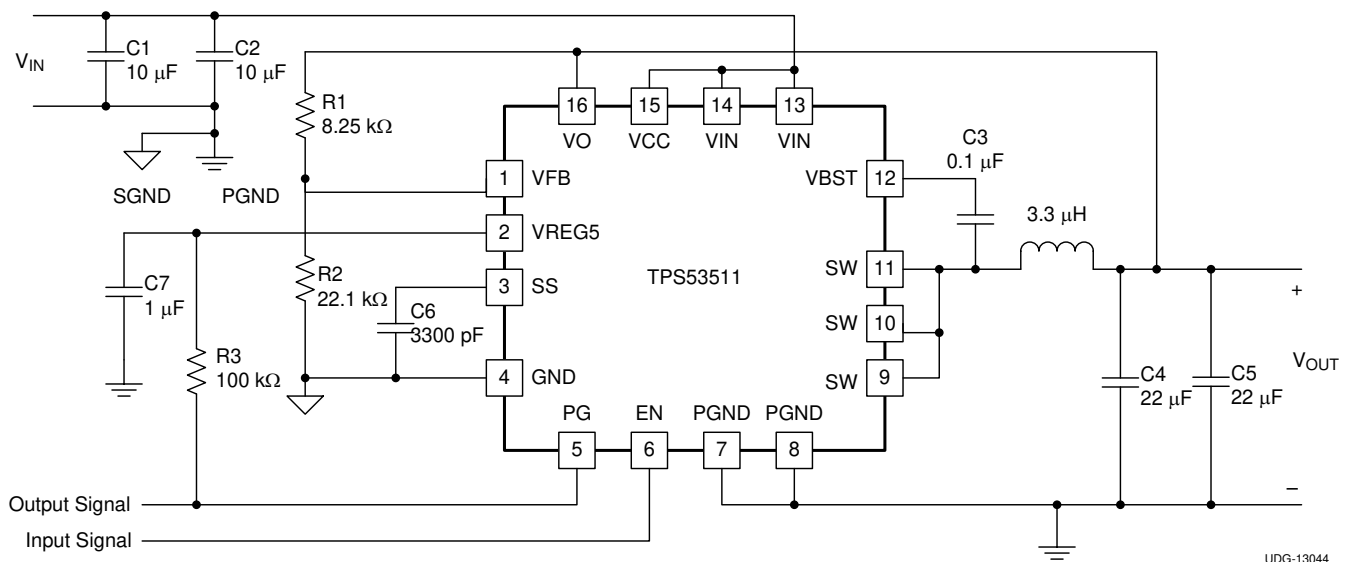 VIN
C1
10 μF
C2
10 μF
SGND
PGND
R1
8.25 kΩ
16
15
14
13
VO
VCC
VIN
VIN
C3
0.1 μF
1
VFB
VBST
12
3.3 μH
2
VREG5
C7
1 μF
R2
22.1 kΩ
3
SS
TPS53511
SW
11
C6
3300 pF
SW
10
+
R3
100 kΩ
4
GND
SW
9
C4
22 μF
C5
22 μF
VOUT
PG
EN
PGND
PGND
5
6
7
8
Output Signal
–
Input Signal
UDG-13044